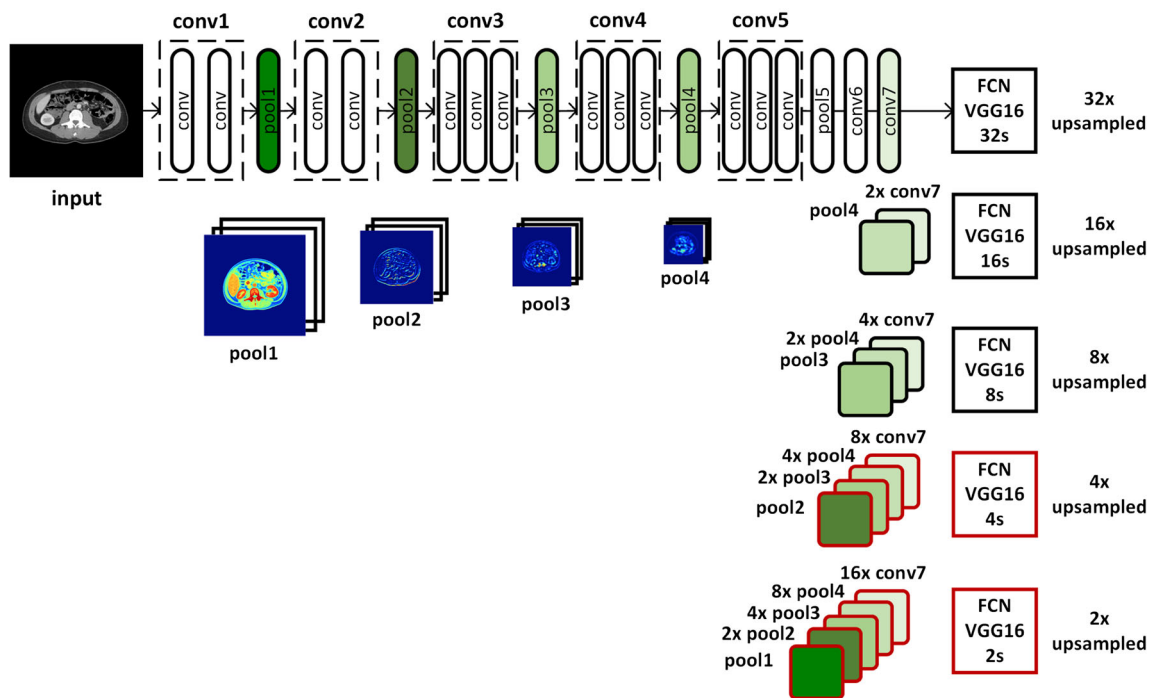 conv1
conv2
conv3
conv4
conv5
conv
conv
pool1
conv
conv
pool2
conv
conv
conv
pool3
conv
conv
conv
pool4
conv
conv
conv
pool5
conv6
conv7
FCN
VGG16
32s
32x
upsampled
input
2x conv7
pool4
FCN
VGG16
16s
16x
upsampled
pool1
pool2
pool3
pool4
4x conv7
2x pool4
pool3
FCN
VGG16
8s
8x
upsampled
8x conv7
4x pool4
2x pool3
pool2
FCN
VGG16
4s
4x
upsampled
16x conv7
8x pool4
4x pool3
2x pool2
pool1
FCN
VGG16
2s
2x
upsampled